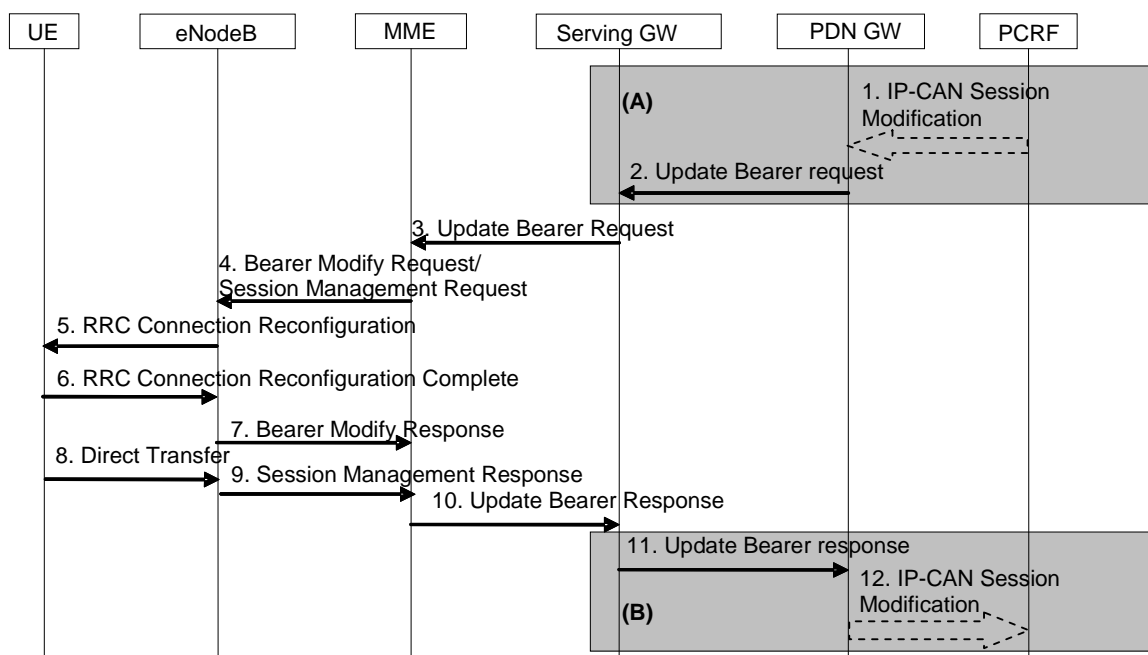 UE
eNodeB
MME
Serving GW
PDN GW
PCRF
(A)
1. IP-CAN Session
Modification
2. Update Bearer request
3. Update Bearer Request
4. Bearer Modify Request/
Session Management Request
5. RRC Connection Reconfiguration
6. RRC Connection Reconfiguration Complete
7. Bearer Modify Response
8. Direct Transfer
9. Session Management Response
10. Update Bearer Response
11. Update Bearer response
12. IP-CAN Session
Modification
(B)